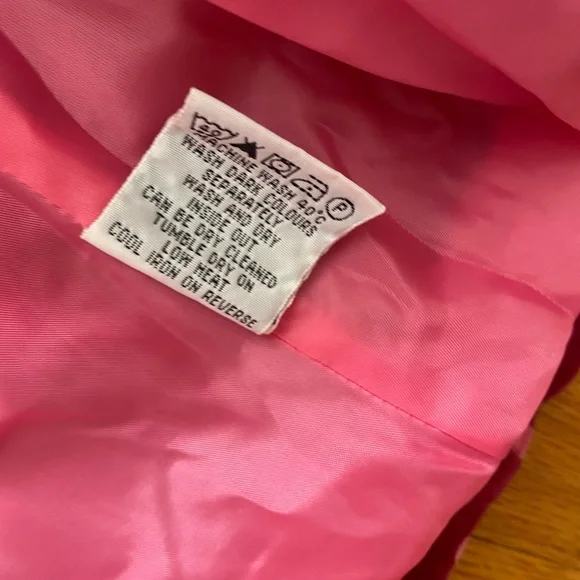 40 P
MACHINE WASH 40°C
WASH DARK COLOURS
SEPARATELY
WASH AND DRY
INSIDE OUT
CAN BE DRY CLEANED
TUMBLE DRY ON
LOW HEAT
COOL IRON ON REVERSE